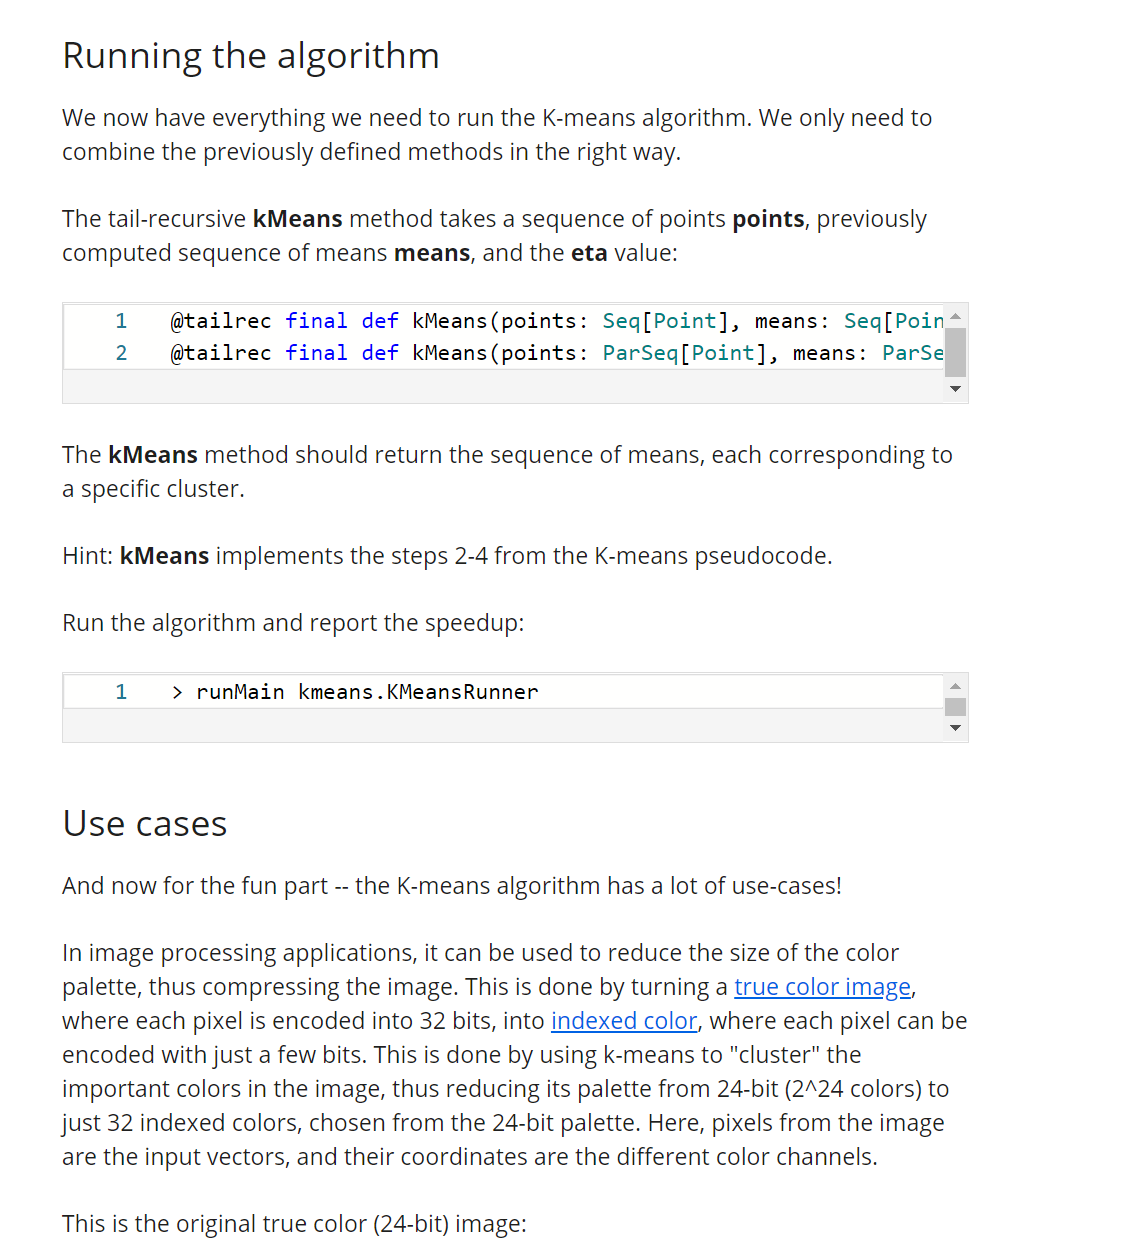 Running the algorithm
We now have everything we need to run the K-means algorithm. We only need to
combine the previously defined methods in the right way.
The tail-recursive kMeans method takes a sequence of points points, previously
computed sequence of means means, and the eta value:
1 @tailrec final def kMeans(points: Seq[Point], means: Seq[Poin
2 @tailrec final def kMeans(points: ParSeq[Point], means: ParSe
The kMeans method should return the sequence of means, each corresponding to
a specific cluster.
Hint: kMeans implements the steps 2-4 from the K-means pseudocode.
Run the algorithm and report the speedup:
1 > runMain kmeans.KMeansRunner
Use cases
And now for the fun part -- the K-means algorithm has a lot of use-cases!
In image processing applications, it can be used to reduce the size of the color
palette, thus compressing the image. This is done by turning a true color image,
where each pixel is encoded into 32 bits, into indexed color, where each pixel can be
encoded with just a few bits. This is done by using k-means to "cluster" the
important colors in the image, thus reducing its palette from 24-bit (2^24 colors) to
just 32 indexed colors, chosen from the 24-bit palette. Here, pixels from the image
are the input vectors, and their coordinates are the different color channels.
This is the original true color (24-bit) image: